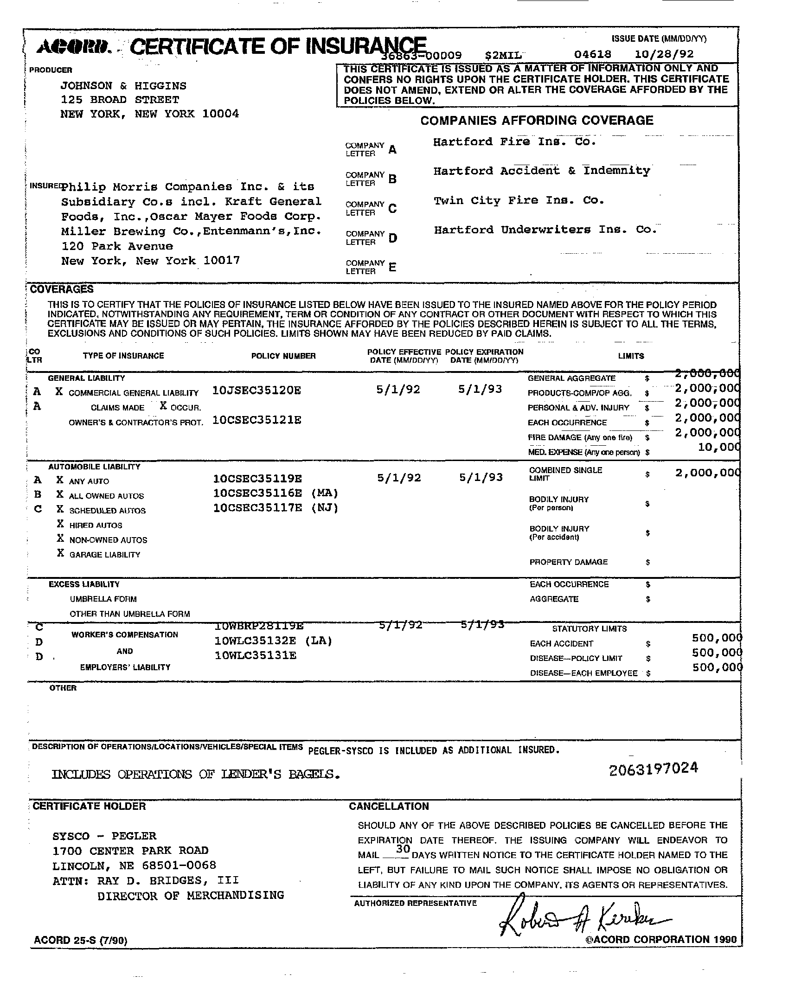 ACORD. CERTIFICATE OF INSURANCE
ISSUE DATE (MM/DD/YY)
36863-00009 $2MIL 04618 10/28/92
PRODUCER
JOHNSON & HIGGINS
125 BROAD STREET
NEW YORK, NEW YORK 10004
THIS CERTIFICATE IS ISSUED AS A MATTER OF INFORMATION ONLY AND
CONFERS NO RIGHTS UPON THE CERTIFICATE HOLDER. THIS CERTIFICATE
DOES NOT AMEND, EXTEND OR ALTER THE COVERAGE AFFORDED BY THE
POLICIES BELOW.
COMPANIES AFFORDING COVERAGE
COMPANY LETTER A Hartford Fire Ins. Co.
COMPANY LETTER B Hartford Accident & Indemnity
COMPANY LETTER C Twin City Fire Ins. Co.
COMPANY LETTER D Hartford Underwriters Ins. Co.
COMPANY LETTER E
INSURED Philip Morris Companies Inc. & its
Subsidiary Co.s incl. Kraft General
Foods, Inc.,Oscar Mayer Foods Corp.
Miller Brewing Co.,Entenmann's,Inc.
120 Park Avenue
New York, New York 10017
COVERAGES
THIS IS TO CERTIFY THAT THE POLICIES OF INSURANCE LISTED BELOW HAVE BEEN ISSUED TO THE INSURED NAMED ABOVE FOR THE POLICY PERIOD
INDICATED, NOTWITHSTANDING ANY REQUIREMENT, TERM OR CONDITION OF ANY CONTRACT OR OTHER DOCUMENT WITH RESPECT TO WHICH THIS
CERTIFICATE MAY BE ISSUED OR MAY PERTAIN, THE INSURANCE AFFORDED BY THE POLICIES DESCRIBED HEREIN IS SUBJECT TO ALL THE TERMS,
EXCLUSIONS AND CONDITIONS OF SUCH POLICIES. LIMITS SHOWN MAY HAVE BEEN REDUCED BY PAID CLAIMS.
CO LTR TYPE OF INSURANCE POLICY NUMBER POLICY EFFECTIVE DATE (MM/DD/YY) POLICY EXPIRATION DATE (MM/DD/YY) LIMITS
GENERAL LIABILITY GENERAL AGGREGATE $ 2,000,000
A X COMMERCIAL GENERAL LIABILITY 10JSEC35120E 5/1/92 5/1/93 PRODUCTS-COMP/OP AGG. $ 2,000,000
A CLAIMS MADE X OCCUR. PERSONAL & ADV. INJURY $ 2,000,000
OWNER'S & CONTRACTOR'S PROT. 10CSEC35121E EACH OCCURRENCE $ 2,000,000
FIRE DAMAGE (Any one fire) $ 2,000,000
MED. EXPENSE (Any one person) $ 10,000
AUTOMOBILE LIABILITY
A X ANY AUTO 10CSEC35119E 5/1/92 5/1/93 COMBINED SINGLE LIMIT $ 2,000,000
B X ALL OWNED AUTOS 10CSEC35116E (MA)
C X SCHEDULED AUTOS 10CSEC35117E (NJ) BODILY INJURY (Per person) $
X HIRED AUTOS
X NON-OWNED AUTOS BODILY INJURY (Per accident) $
X GARAGE LIABILITY
PROPERTY DAMAGE $
EXCESS LIABILITY EACH OCCURRENCE $
UMBRELLA FORM AGGREGATE $
OTHER THAN UMBRELLA FORM
C 10WBRP28119E 5/1/92 5/1/93 STATUTORY LIMITS
D WORKER'S COMPENSATION 10WLC35132E (LA) EACH ACCIDENT $ 500,000
D . AND 10WLC35131E DISEASE—POLICY LIMIT $ 500,000
EMPLOYERS' LIABILITY DISEASE—EACH EMPLOYEE $ 500,000
OTHER
DESCRIPTION OF OPERATIONS/LOCATIONS/VEHICLES/SPECIAL ITEMS PEGLER-SYSCO IS INCLUDED AS ADDITIONAL INSURED.
INCLUDES OPERATIONS OF LENDER'S BAGELS.
2063197024
CERTIFICATE HOLDER
SYSCO - PEGLER
1700 CENTER PARK ROAD
LINCOLN, NE 68501-0068
ATTN: RAY D. BRIDGES, III
DIRECTOR OF MERCHANDISING
CANCELLATION
SHOULD ANY OF THE ABOVE DESCRIBED POLICIES BE CANCELLED BEFORE THE
EXPIRATION DATE THEREOF, THE ISSUING COMPANY WILL ENDEAVOR TO
MAIL 30 DAYS WRITTEN NOTICE TO THE CERTIFICATE HOLDER NAMED TO THE
LEFT, BUT FAILURE TO MAIL SUCH NOTICE SHALL IMPOSE NO OBLIGATION OR
LIABILITY OF ANY KIND UPON THE COMPANY, ITS AGENTS OR REPRESENTATIVES.
AUTHORIZED REPRESENTATIVE
Robert A
ACORD 25-S (7/90)
©ACORD CORPORATION 1990